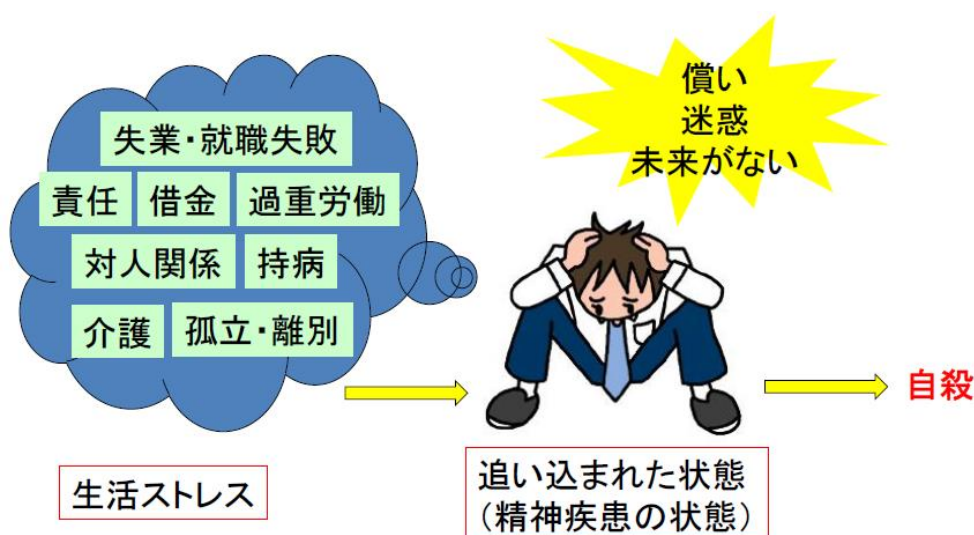 失業・就職失敗
責任 借金 過重労働
対人関係 持病
介護 孤立・離別
生活ストレス
償い
迷惑
未来がない
追い込まれた状態
（精神疾患の状態）
自殺